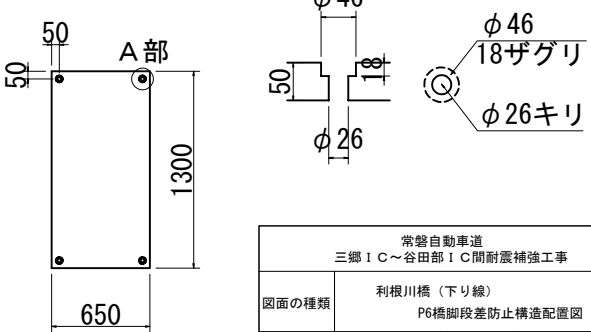 50
50
A部
1300
650
φ46
50
18
φ26
φ46
18ザグリ
φ26キリ
常磐自動車道
三郷IC～谷田部IC間耐震補強工事
図面の種類
利根川橋（下り線）
P6橋脚段差防止構造配置図